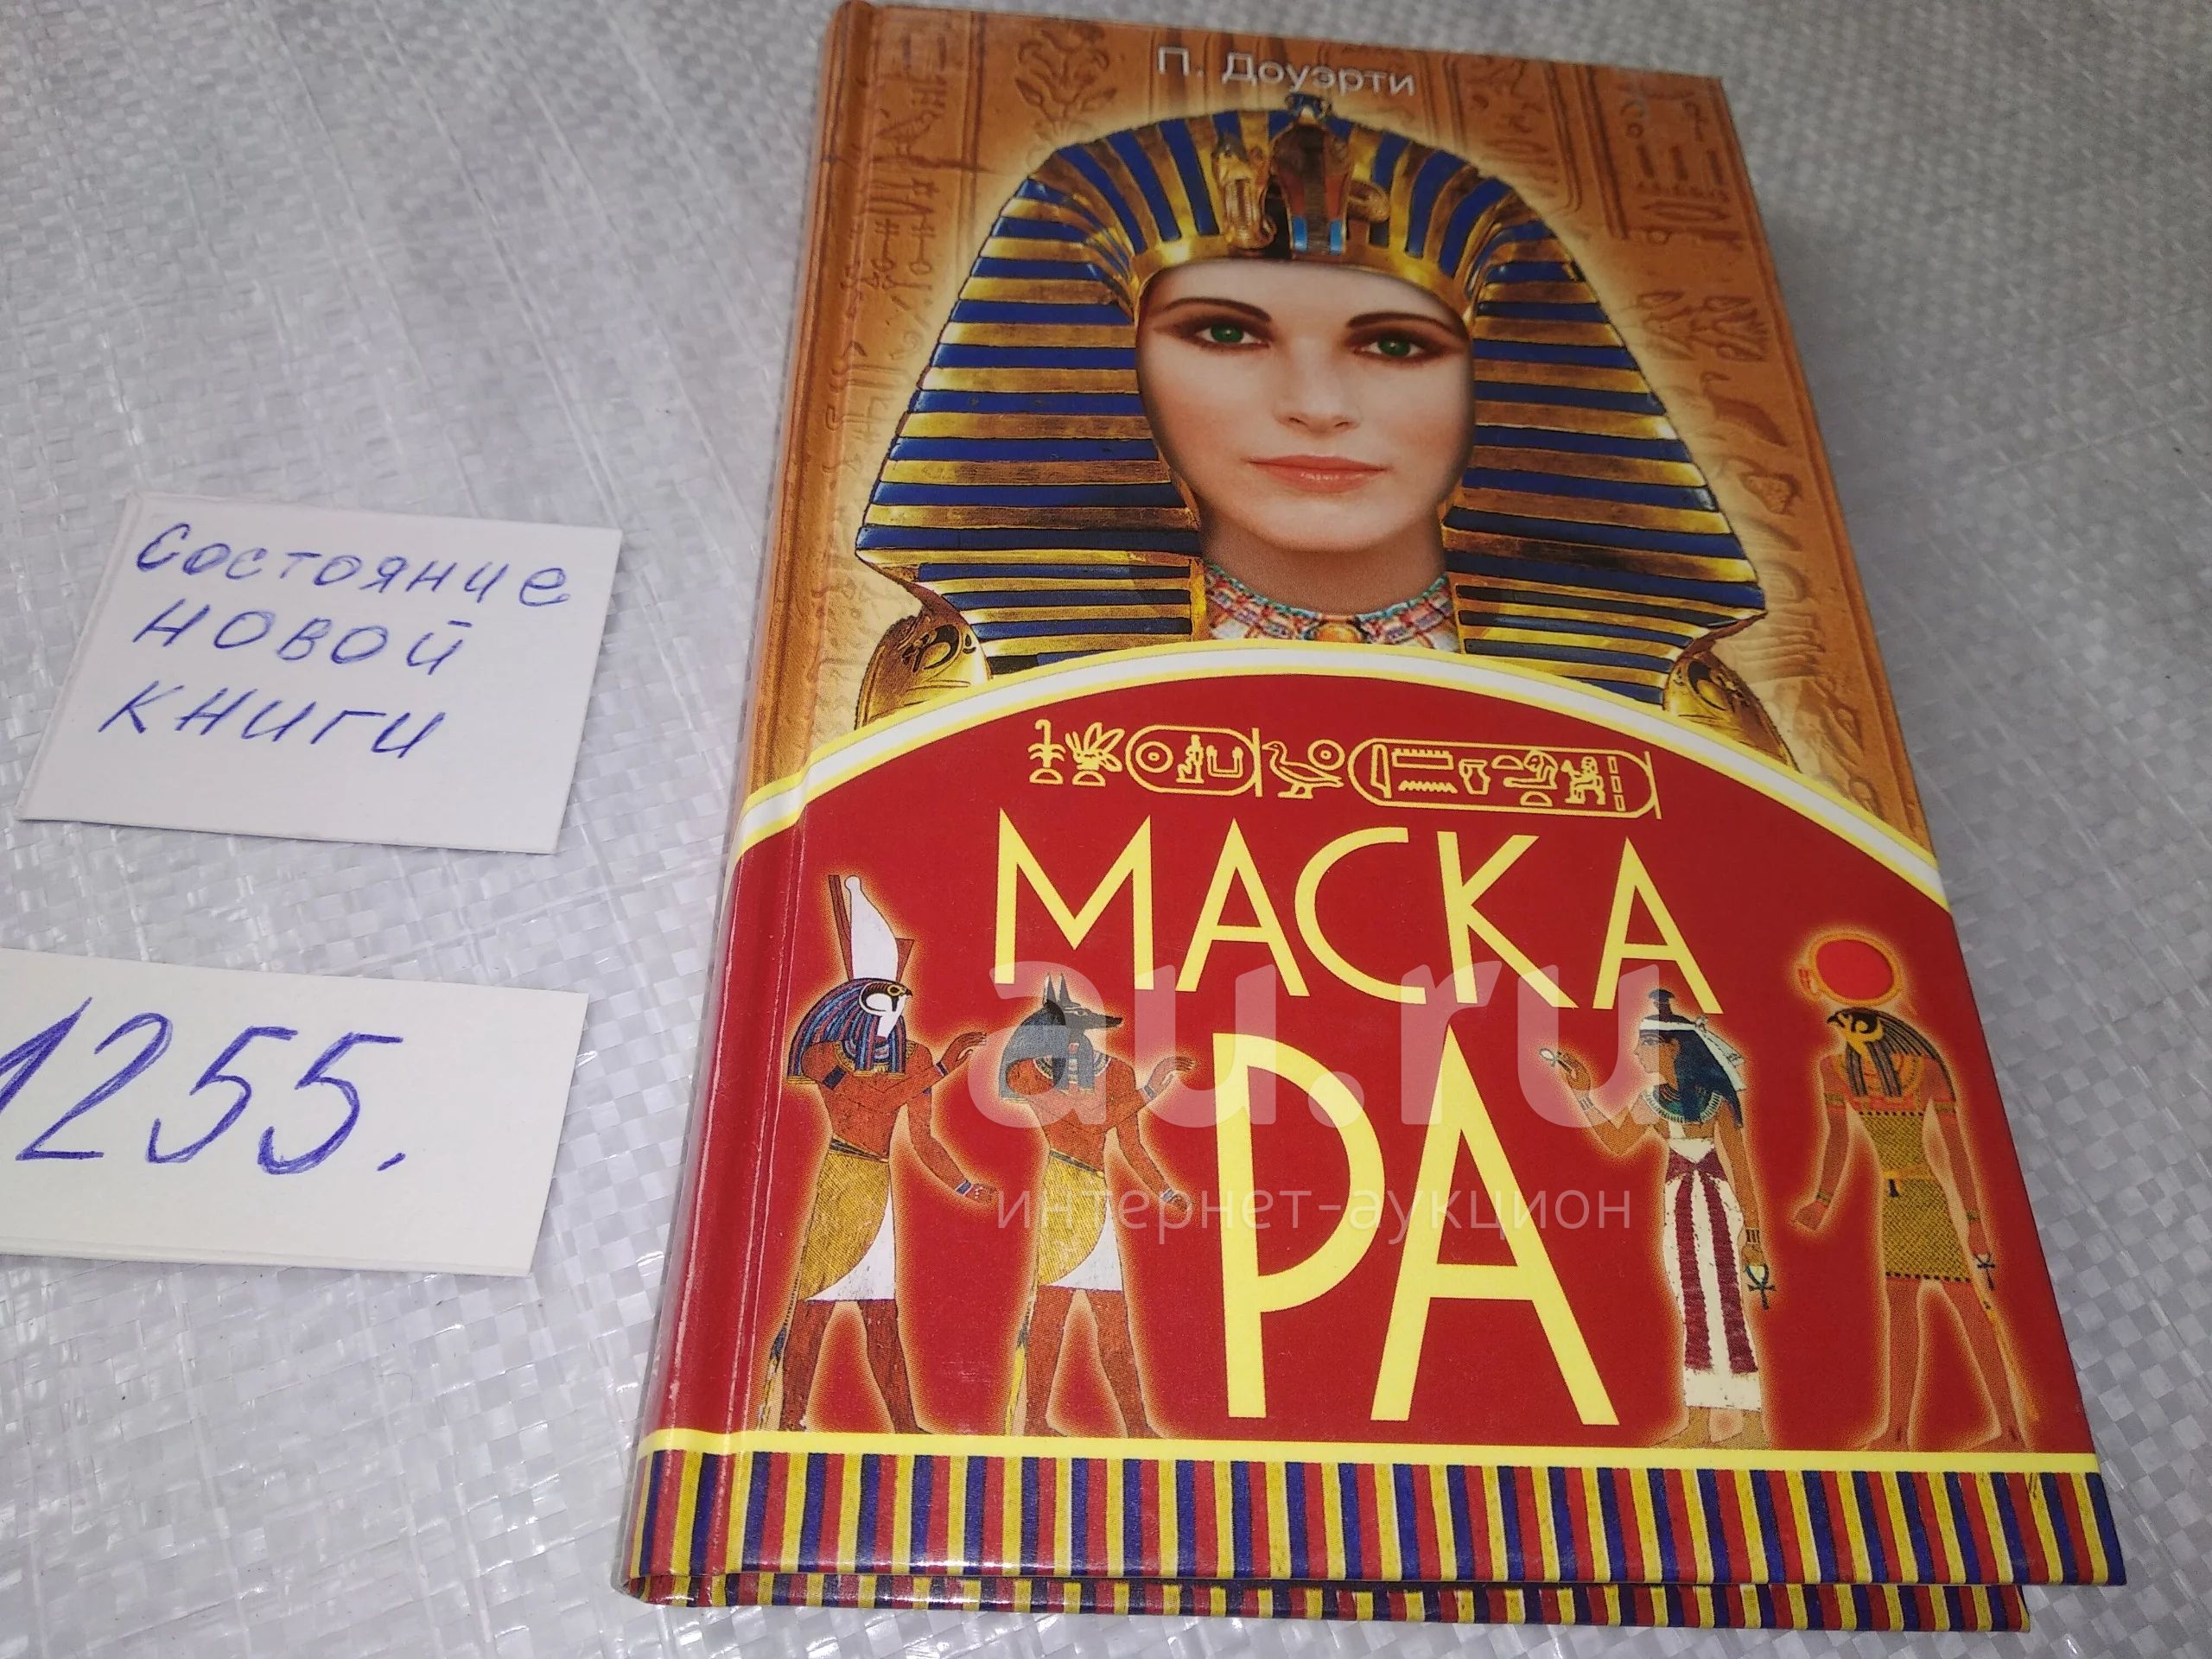 П. Доуэрти
Состояние
новой
книги
МАСКА
РА
1255.
au.ru
интернет-аукцион